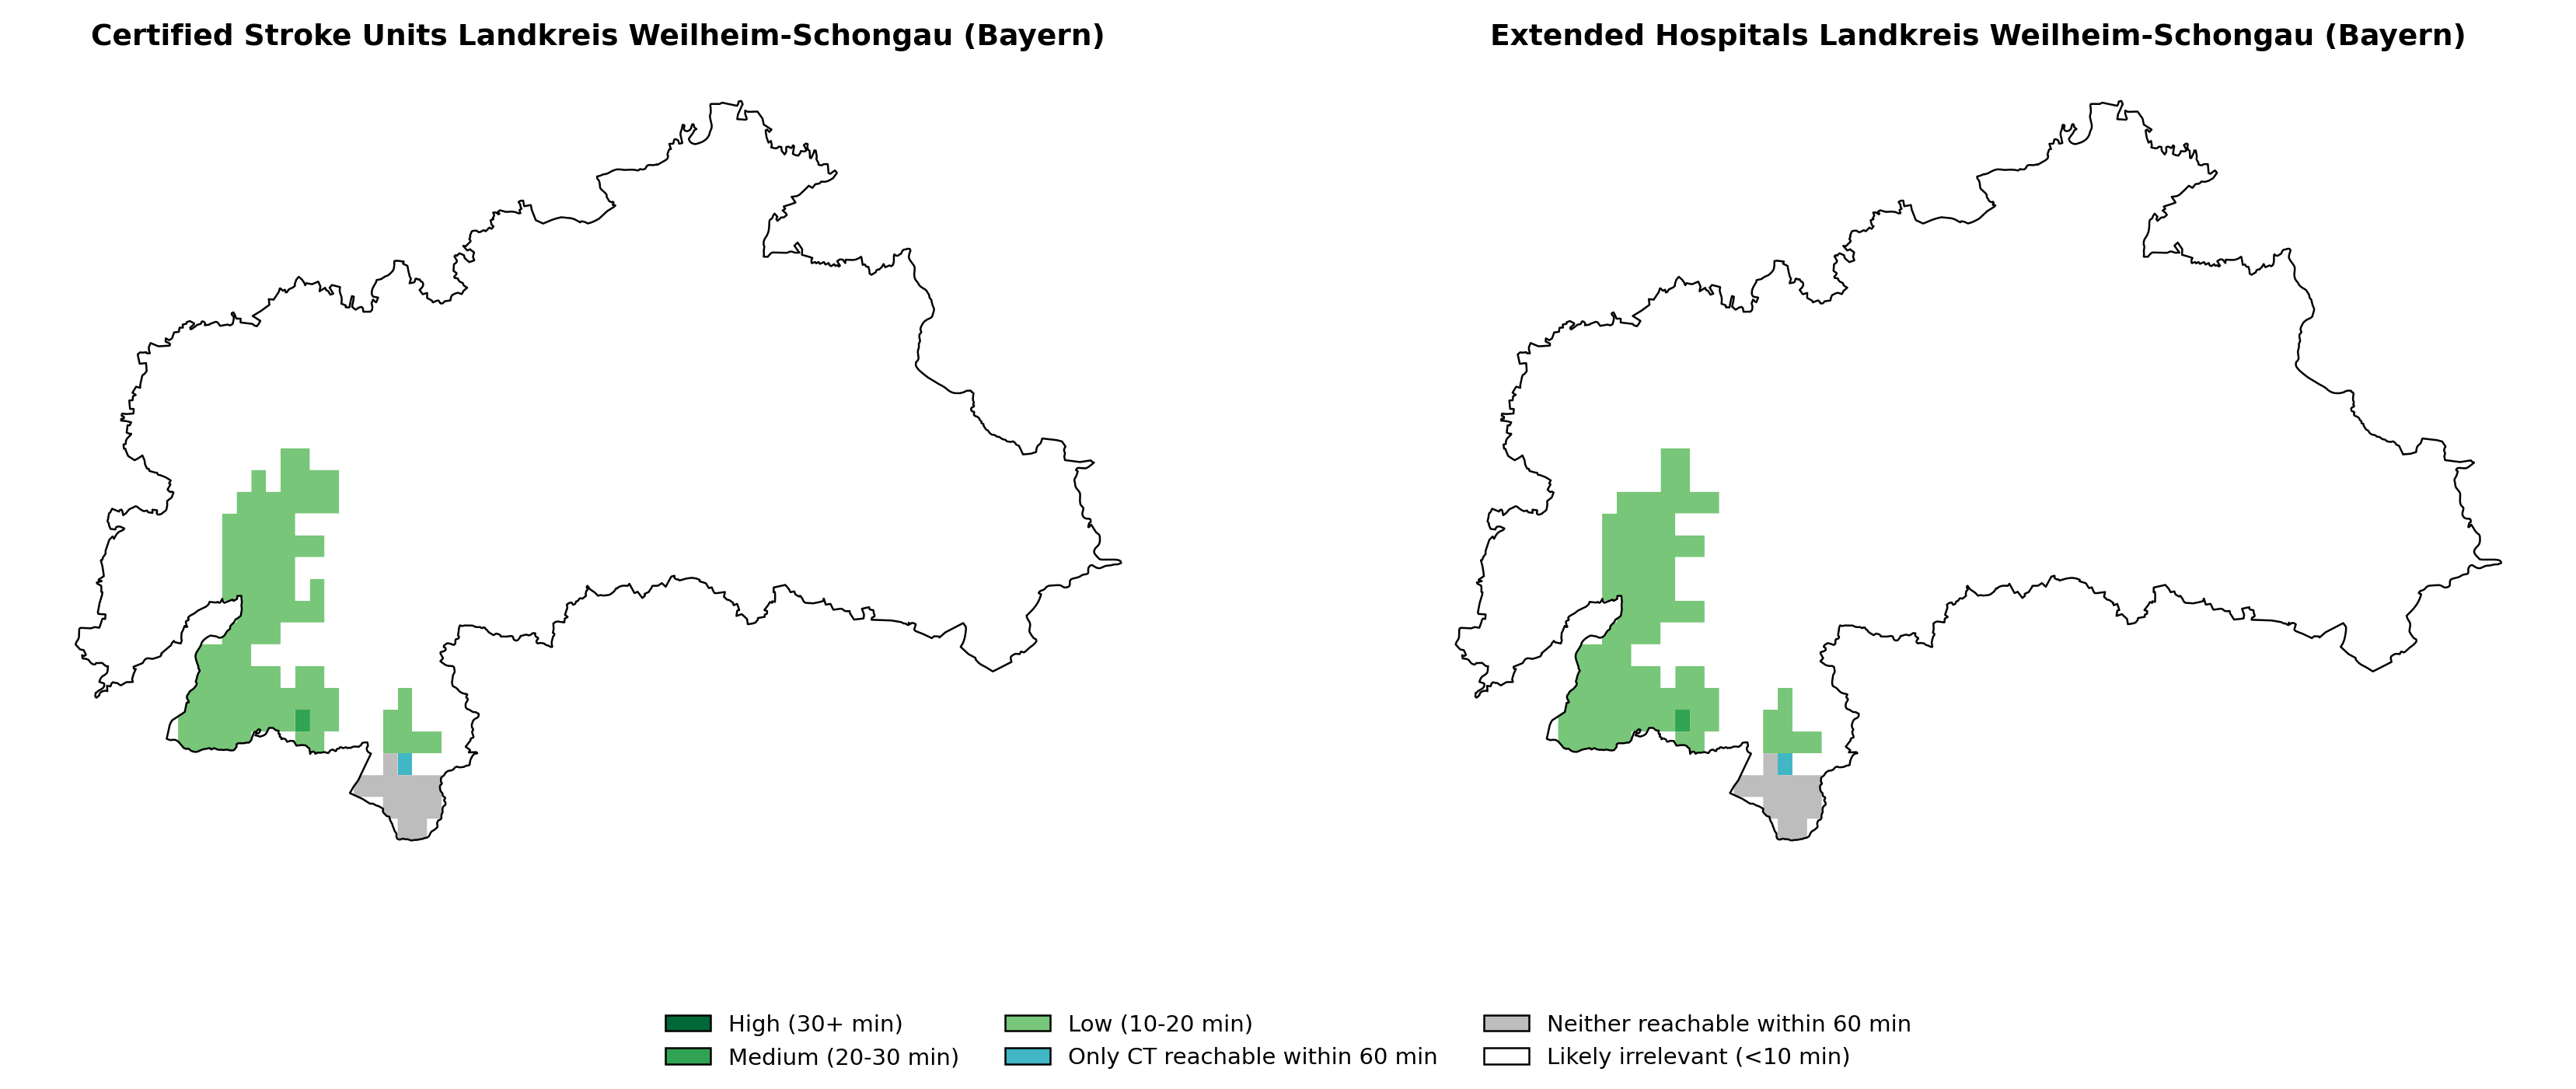 Certified Stroke Units Landkreis Weilheim-Schongau (Bayern)
Extended Hospitals Landkreis Weilheim-Schongau (Bayern)
High (30+ min)
Medium (20-30 min)
Low (10-20 min)
Only CT reachable within 60 min
Neither reachable within 60 min
Likely irrelevant (<10 min)